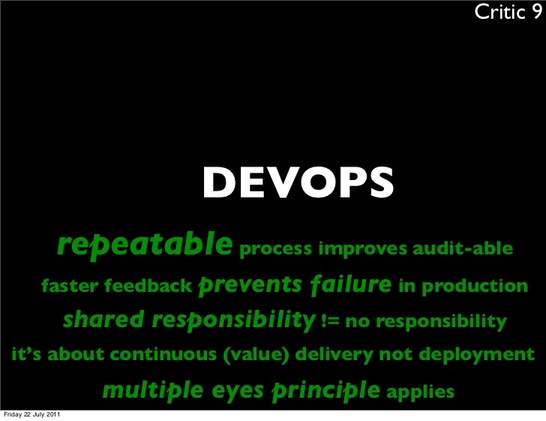 Critic 9
DEVOPS
repeatable process improves audit-able
faster feedback prevents failure in production
shared responsibility != no responsibility
it's about continuous (value) delivery not deployment
multiple eyes principle applies
Friday 22 July 2011